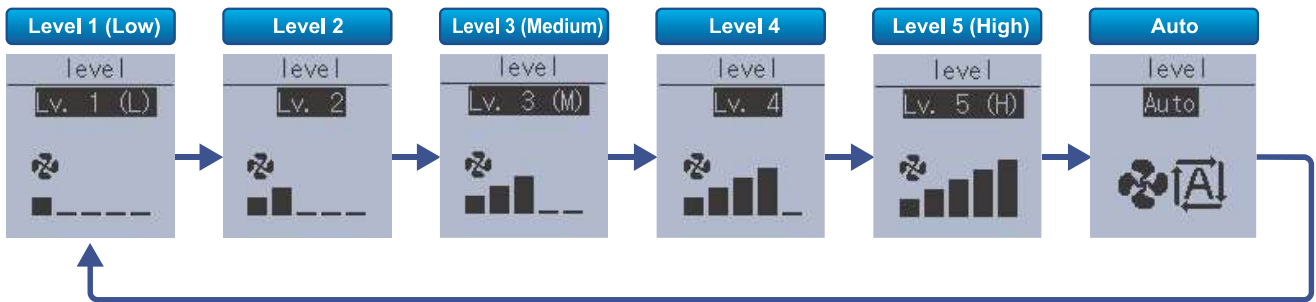 Level 1 (Low)
level
Lv. 1 (L)
Level 2
level
Lv. 2
Level 3 (Medium)
level
Lv. 3 (M)
Level 4
level
Lv. 4
Level 5 (High)
level
Lv. 5 (H)
Auto
level
Auto
A